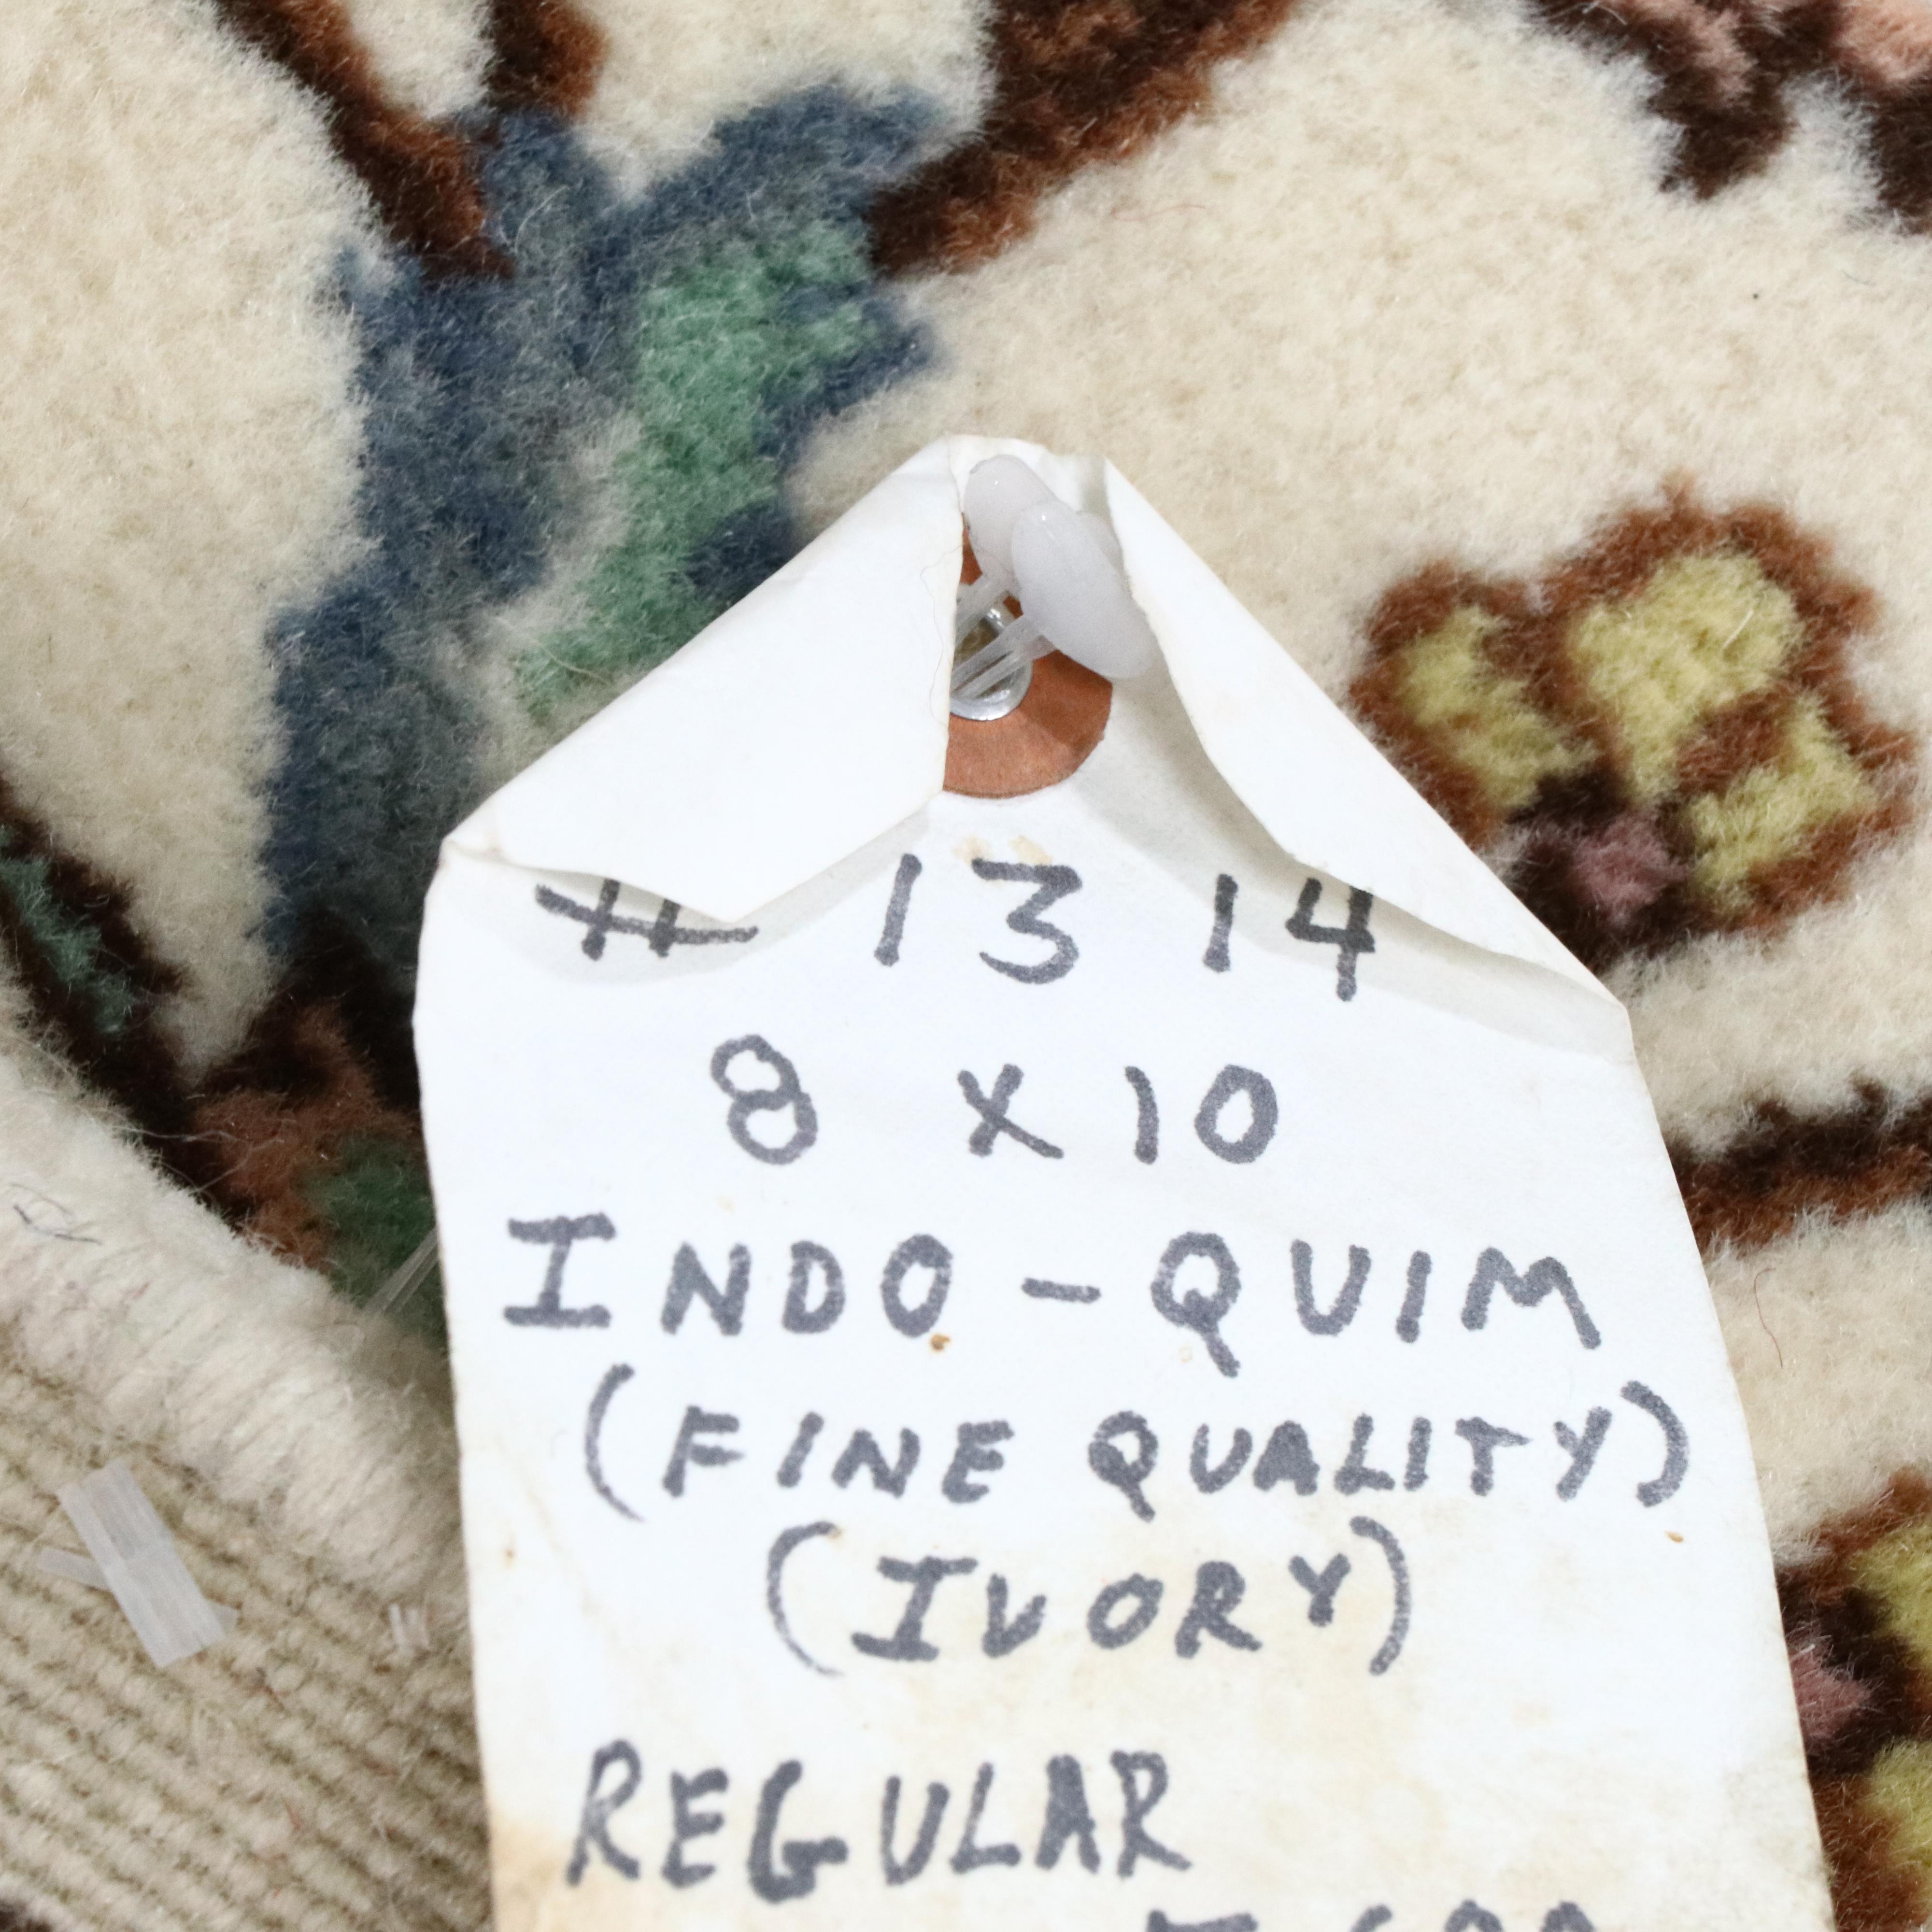 # 1314
8 X 10
INDO - QUIM
(FINE QUALITY)
(IVORY)
REGULAR